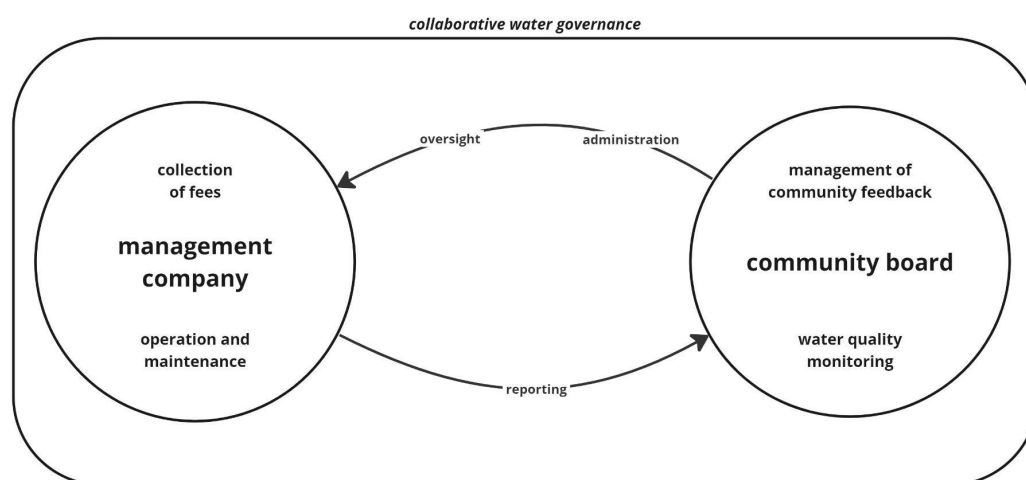 collaborative water governance
oversight
administration
collection
of fees
management
company
operation and
maintenance
management of
community feedback
community board
water quality
monitoring
reporting